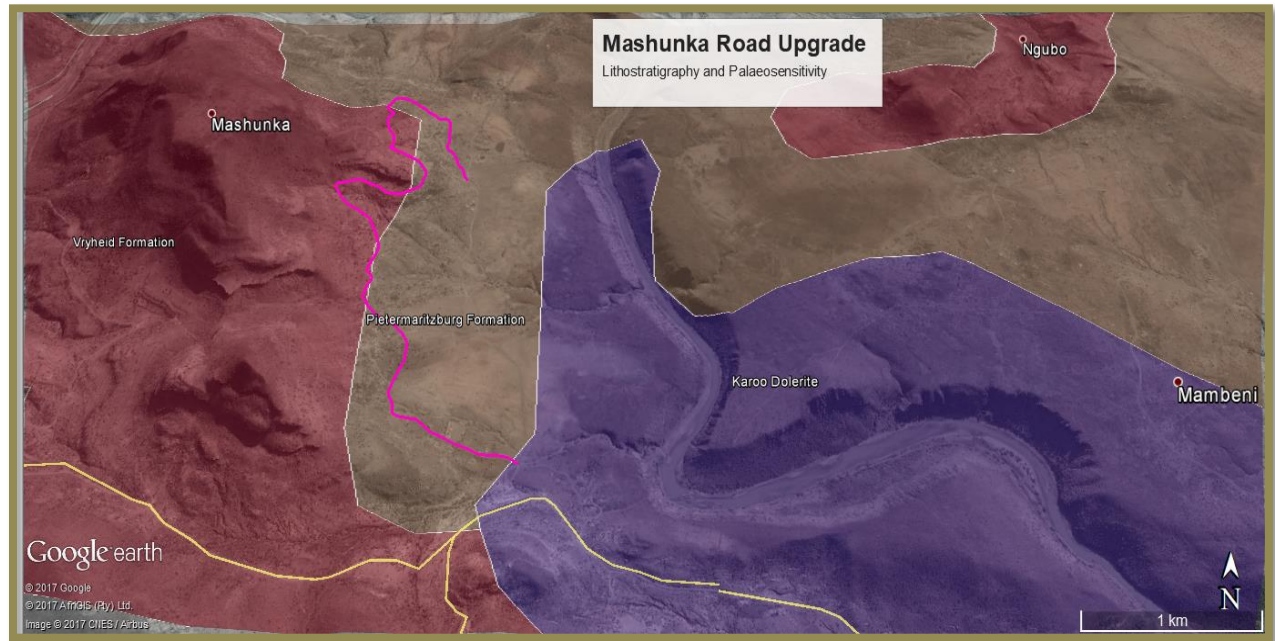 Mashunka Road Upgrade
Lithostratigraphy and Palaeosensitivity
Ngubo
Mashunka
Vryheid Formation
Pietermaritzburg Formation
Karoo Dolerite
Mambeni
Google earth
© 2017 Google
© 2017 AfriGIS (Pty) Ltd.
Image © 2017 CNES / Airbus
N
1 km